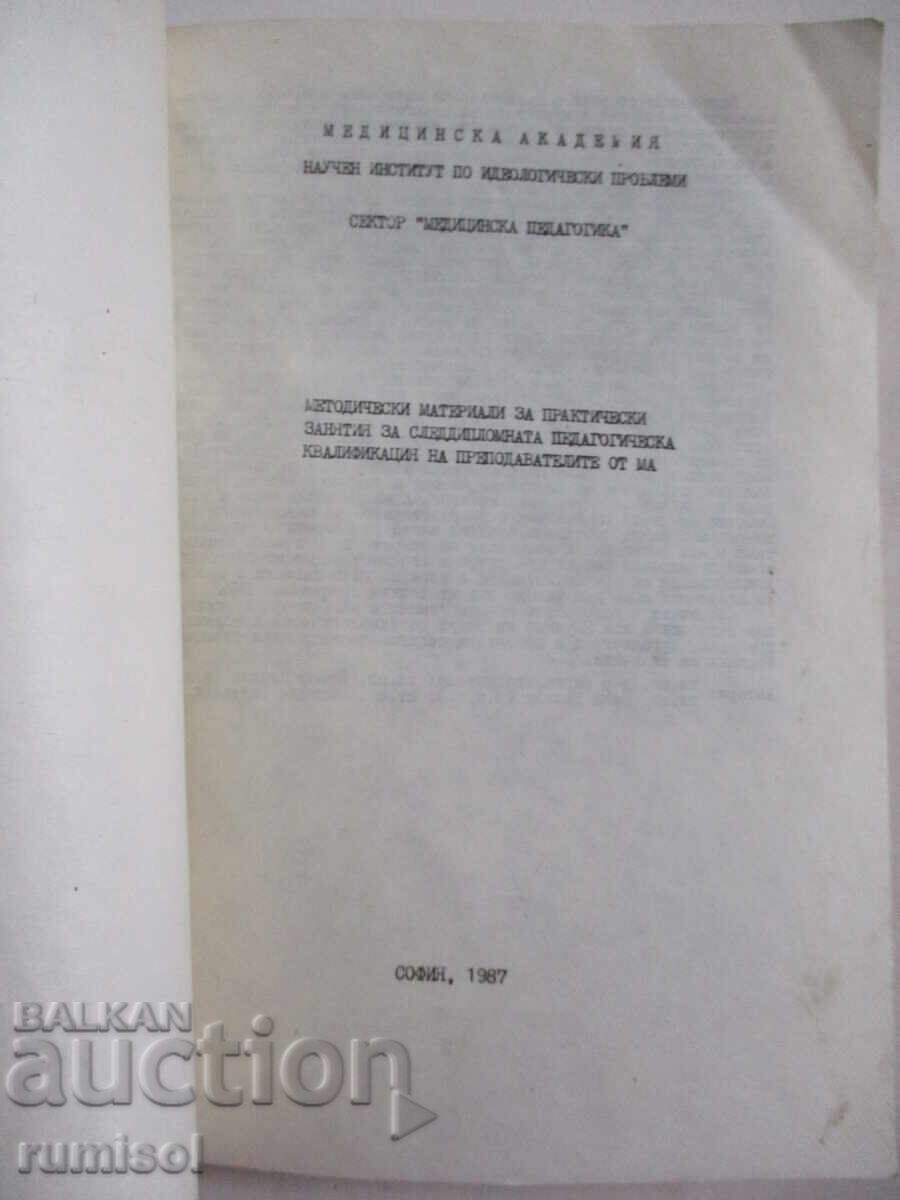 МЕДИЦИНСКА АКАДЕМИЯ
НАУЧЕН ИНСТИТУТ ПО ИДЕОЛОГИЧЕСКИ ПРОБЛЕМИ
СЕКТОР "МЕДИЦИНСКА ПЕДАГОГИКА"
МЕТОДИЧЕСКИ МАТЕРИАЛИ ЗА ПРАКТИЧЕСКИ
ЗАНЯТИЯ ЗА СЛЕДДИПЛОМНАТА ПЕДАГОГИЧЕСКА
КВАЛИФИКАЦИЯ НА ПРЕПОДАВАТЕЛИТЕ ОТ МА
СОФИЯ, 1987
BALKAN
auction
rumisol